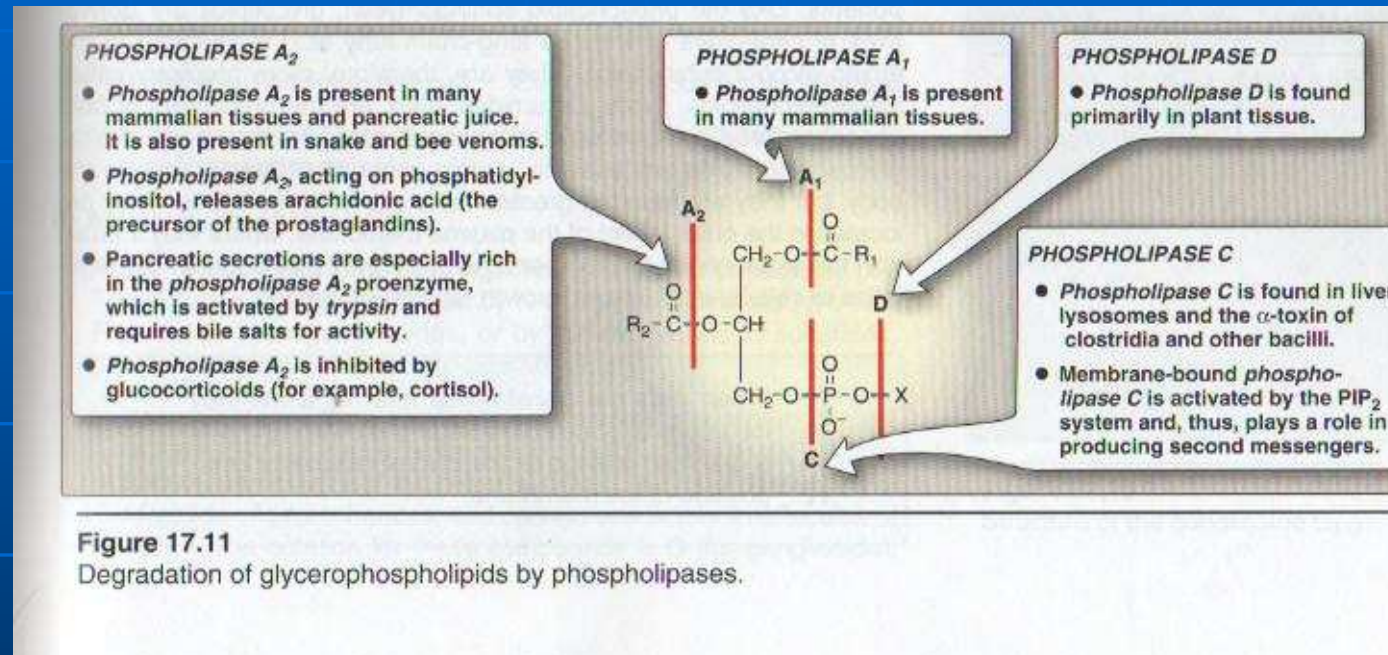 PHOSPHOLIPASE A₂
• Phospholipase A₂ is present in many
mammalian tissues and pancreatic juice.
It is also present in snake and bee venoms.
• Phospholipase A₂, acting on phosphatidyl-
inositol, releases arachidonic acid (the
precursor of the prostaglandins).
• Pancreatic secretions are especially rich
in the phospholipase A₂ proenzyme,
which is activated by trypsin and
requires bile salts for activity.
• Phospholipase A₂ is inhibited by
glucocorticoids (for example, cortisol).
PHOSPHOLIPASE A₁
• Phospholipase A₁ is present
in many mammalian tissues.
PHOSPHOLIPASE D
• Phospholipase D is found
primarily in plant tissue.
A₁
A₂
O
CH₂-O-C-R₁
D
O
R₂-C-O-CH
O
CH₂-O-P-O-X
O⁻
C
PHOSPHOLIPASE C
• Phospholipase C is found in live
lysosomes and the α-toxin of
clostridia and other bacilli.
• Membrane-bound phospho-
lipase C is activated by the PIP₂
system and, thus, plays a role in
producing second messengers.
Figure 17.11
Degradation of glycerophospholipids by phospholipases.